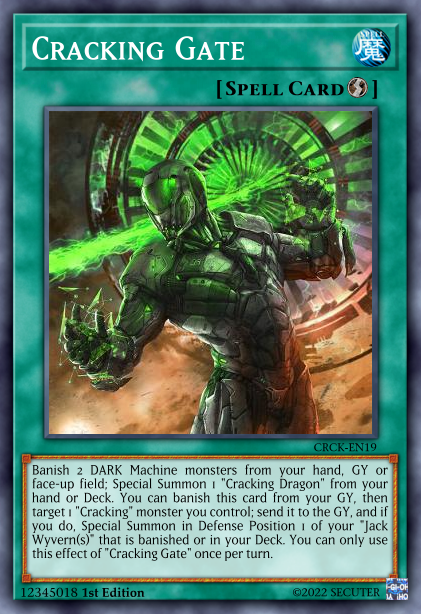 CRACKING GATE
魔
[SPELL CARD]
CRCK-EN19
Banish 2 DARK Machine monsters from your hand, GY or
face-up field; Special Summon 1 "Cracking Dragon" from your
hand or Deck. You can banish this card from your GY, then
target 1 "Cracking" monster you control; send it to the GY, and if
you do, Special Summon in Defense Position 1 of your "Jack
Wyvern(s)" that is banished or in your Deck. You can only use
this effect of "Cracking Gate" once per turn.
12345018 1st Edition ©2022 SECUTER